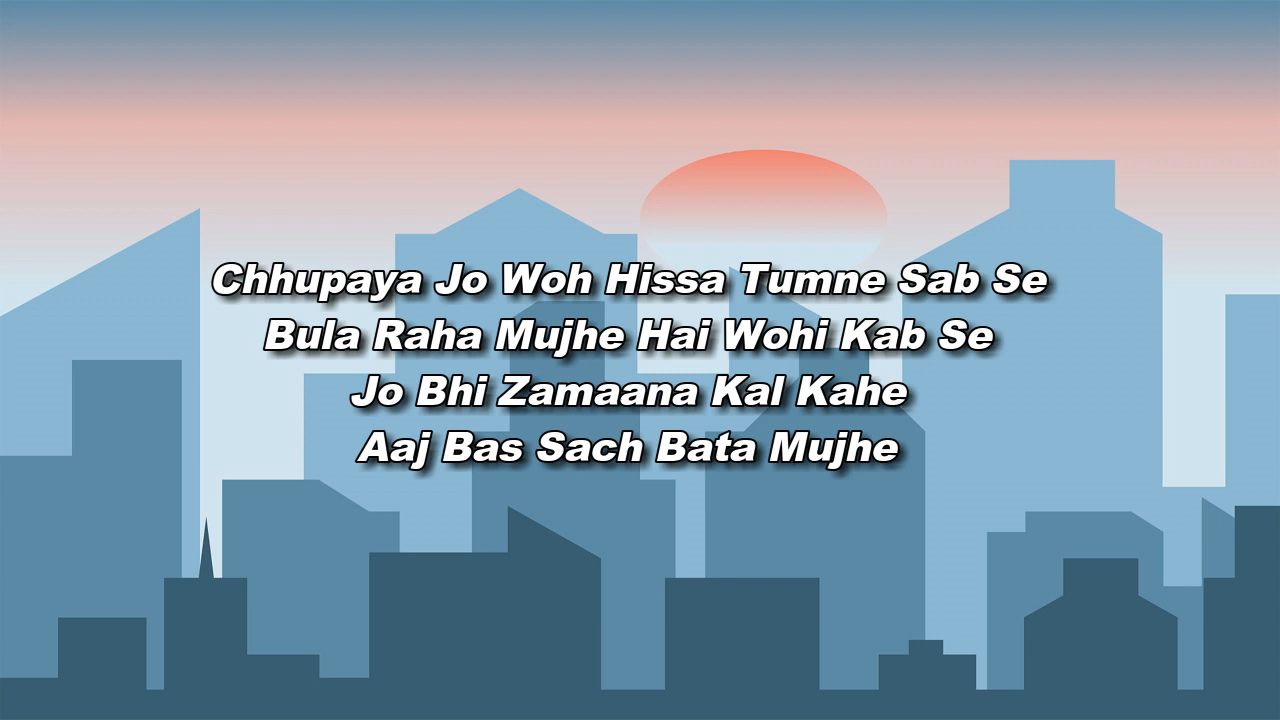 Chhupaya Jo Woh Hissa Tumne Sab Se
Bula Raha Mujhe Hai Wohi Kab Se
Jo Bhi Zamaana Kal Kahe
Aaj Bas Sach Bata Mujhe